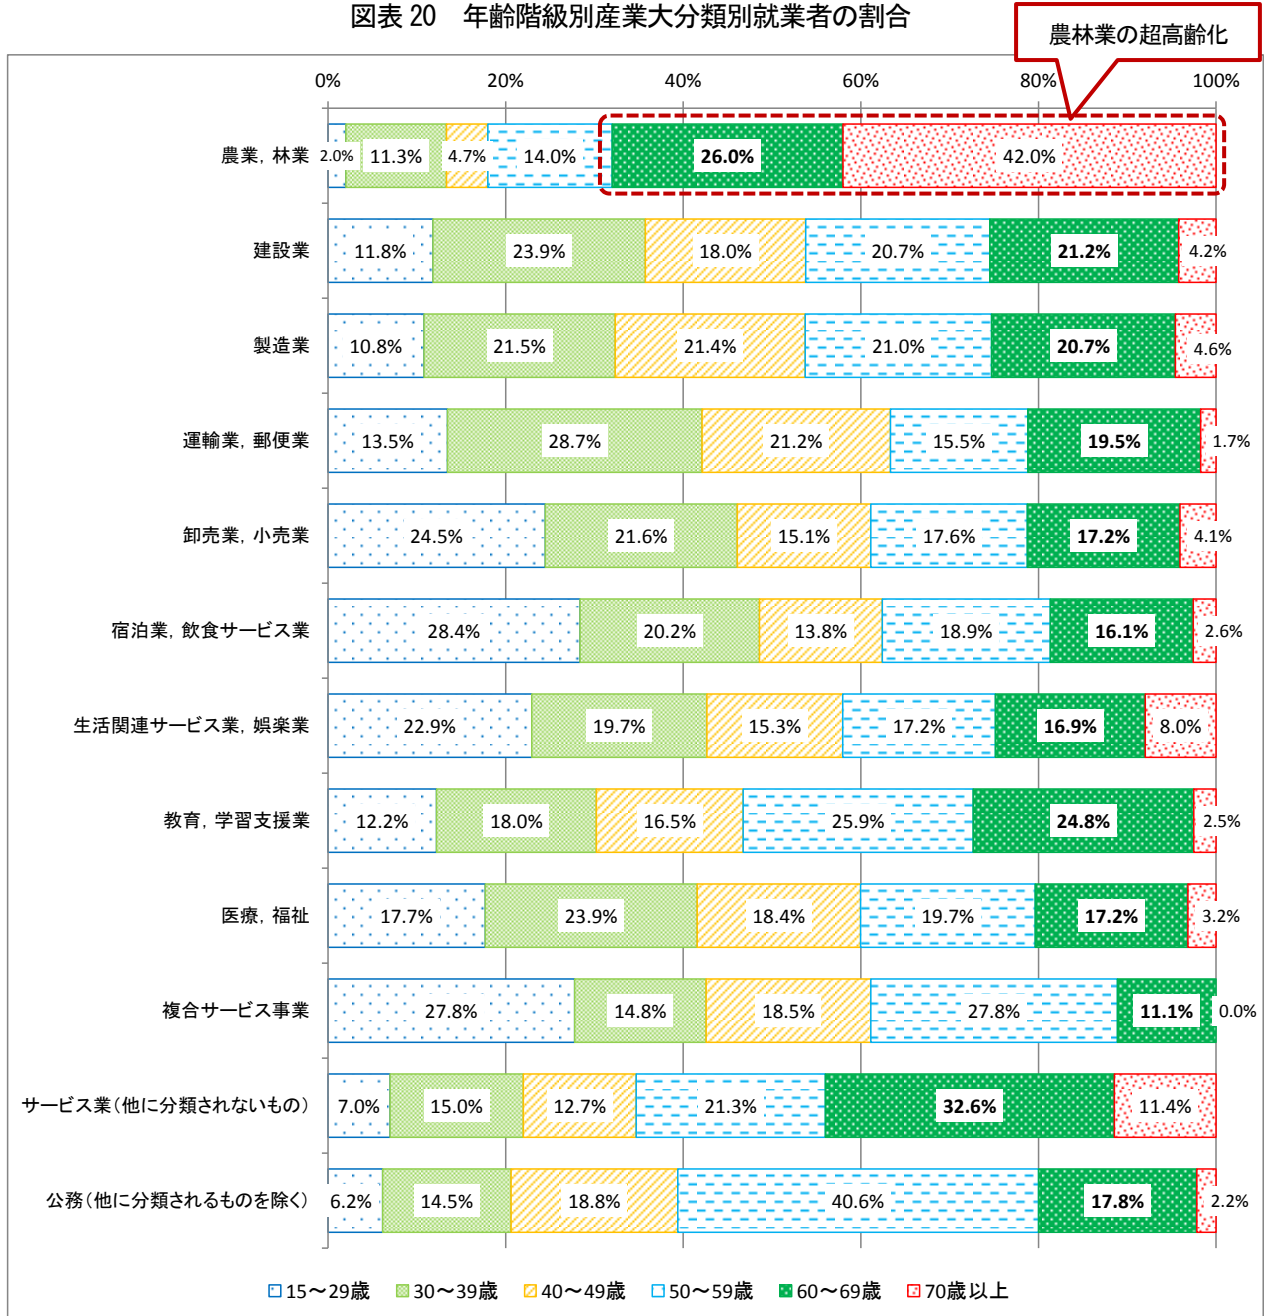 図表 20　年齢階級別産業大分類別就業者の割合
農林業の超高齢化
0% 20% 40% 60% 80% 100%
農業，林業 2.0% 11.3% 4.7% 14.0% 26.0% 42.0%
建設業 11.8% 23.9% 18.0% 20.7% 21.2% 4.2%
製造業 10.8% 21.5% 21.4% 21.0% 20.7% 4.6%
運輸業，郵便業 13.5% 28.7% 21.2% 15.5% 19.5% 1.7%
卸売業，小売業 24.5% 21.6% 15.1% 17.6% 17.2% 4.1%
宿泊業，飲食サービス業 28.4% 20.2% 13.8% 18.9% 16.1% 2.6%
生活関連サービス業，娯楽業 22.9% 19.7% 15.3% 17.2% 16.9% 8.0%
教育，学習支援業 12.2% 18.0% 16.5% 25.9% 24.8% 2.5%
医療，福祉 17.7% 23.9% 18.4% 19.7% 17.2% 3.2%
複合サービス事業 27.8% 14.8% 18.5% 27.8% 11.1% 0.0%
サービス業（他に分類されないもの） 7.0% 15.0% 12.7% 21.3% 32.6% 11.4%
公務（他に分類されるものを除く） 6.2% 14.5% 18.8% 40.6% 17.8% 2.2%
15～29歳 30～39歳 40～49歳 50～59歳 60～69歳 70歳以上